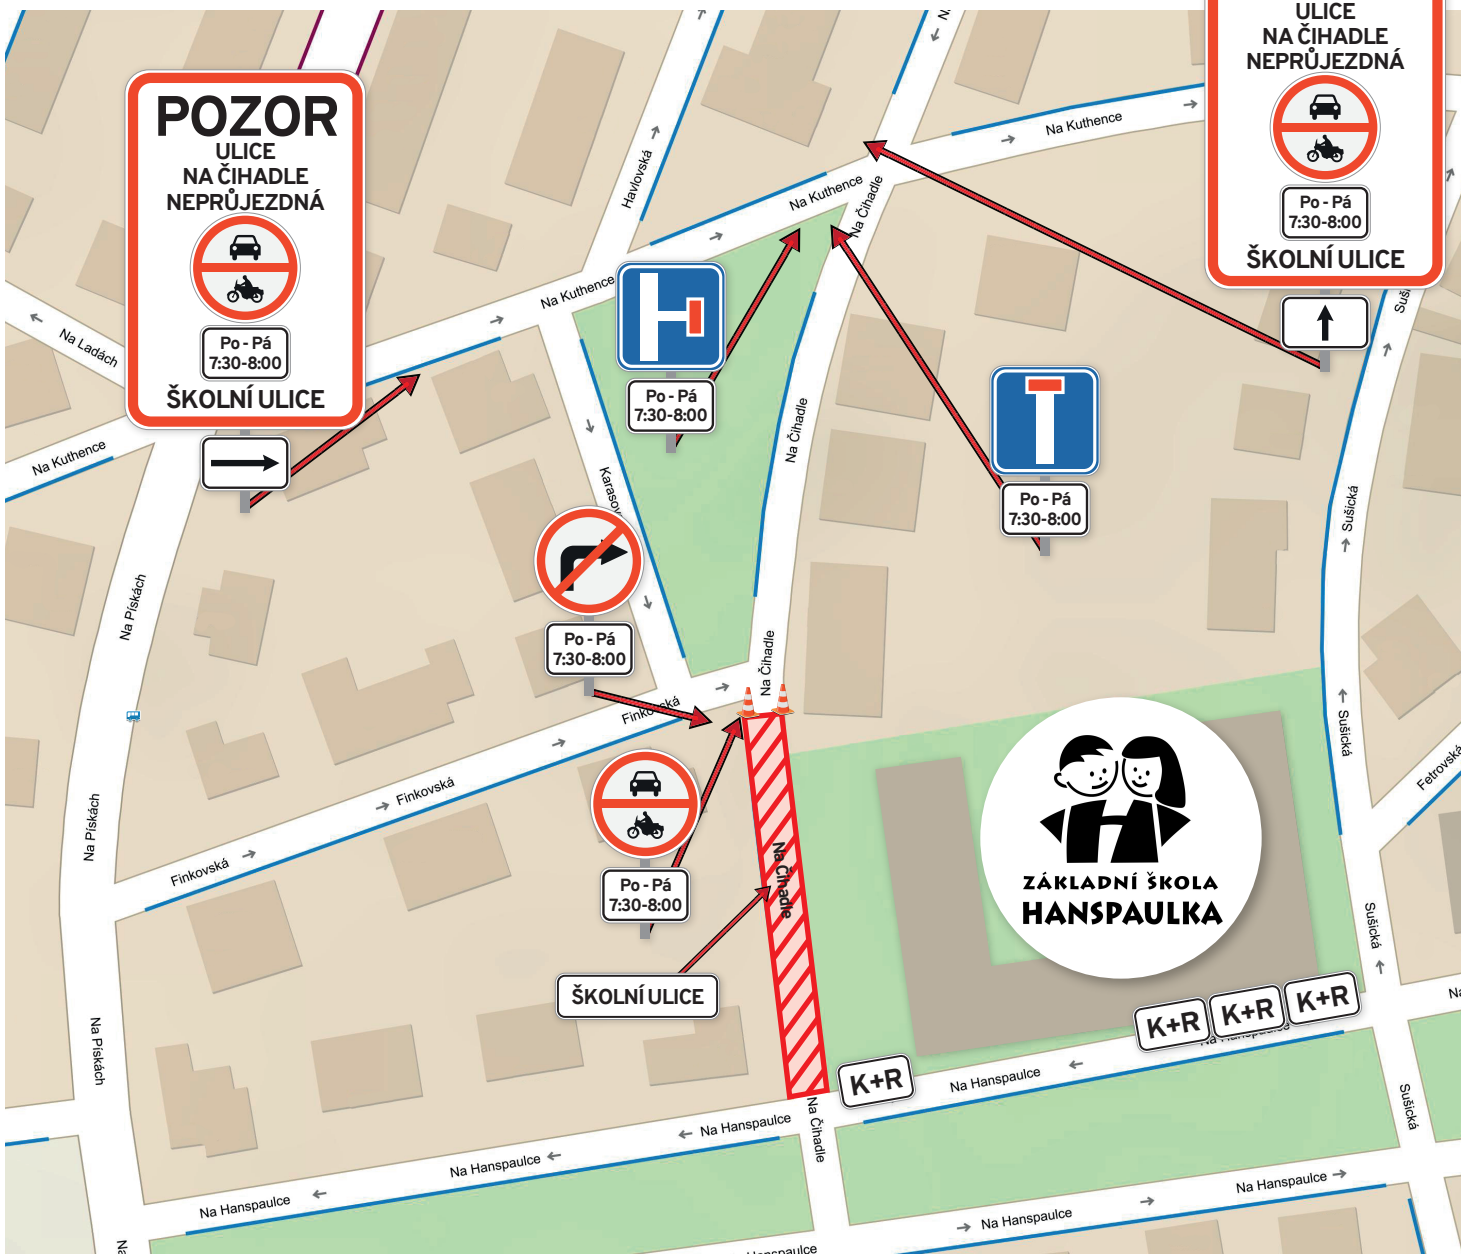 POZOR
ULICE
NA ČIHADLE
NEPRŮJEZDNÁ
Po - Pá
7:30-8:00
ŠKOLNÍ ULICE
ULICE
NA ČIHADLE
NEPRŮJEZDNÁ
Po - Pá
7:30-8:00
ŠKOLNÍ ULICE
Na Kuthence
Na Kuthence
Havlovská
Na Čihadle
Na Kuthence
Na Ladách
Na Kuthence
Po - Pá
7:30-8:00
Na Čihadle
Po - Pá
7:30-8:00
Sušická
Na Pískách
Po - Pá
7:30-8:00
Na Čihadle
Finkovská
Sušická
Fetrovská
Finkovská
Na Pískách
Finkovská
Po - Pá
7:30-8:00
Na Čihadle
ZÁKLADNÍ ŠKOLA
HANSPAULKA
Sušická
ŠKOLNÍ ULICE
K+R
K+R
K+R
Na Hanspaulce
K+R
Na Hanspaulce
Na Pískách
Sušická
Na Čihadle
Na Hanspaulce
Na Hanspaulce
Na Hanspaulce
Na Hanspaulce
Na Hanspaulce